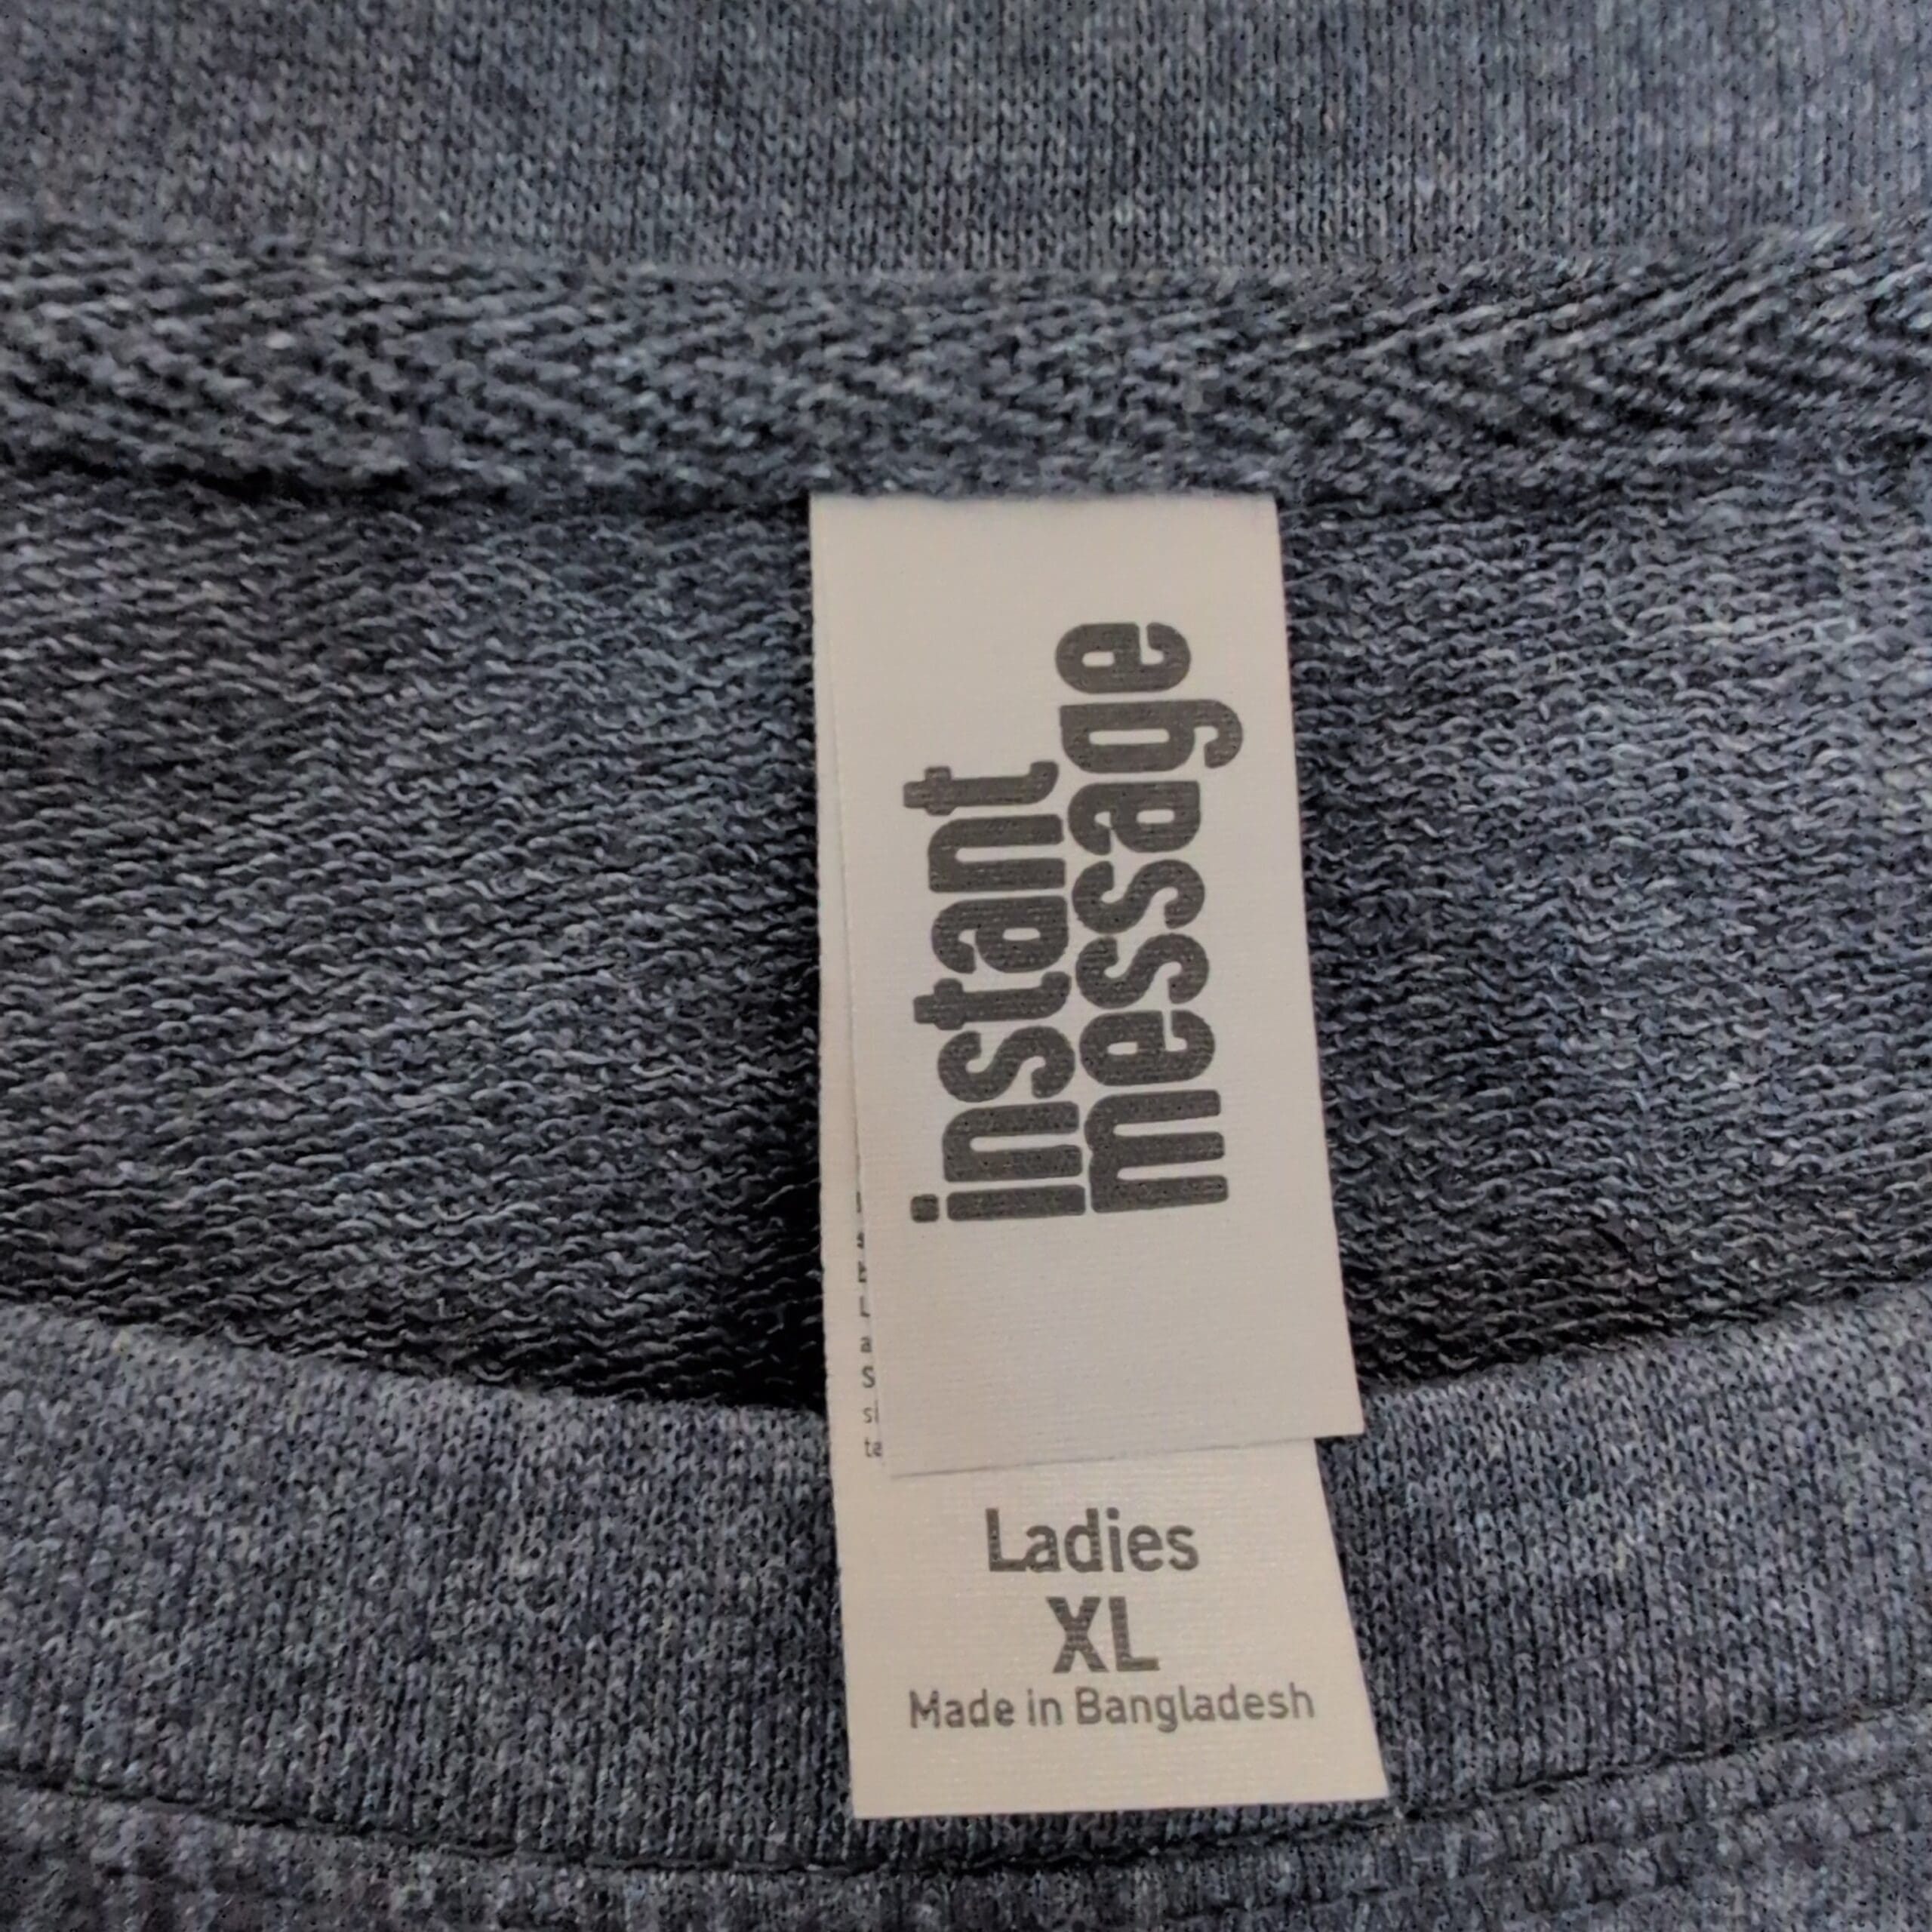 instant
message
Ladies
XL
Made in Bangladesh